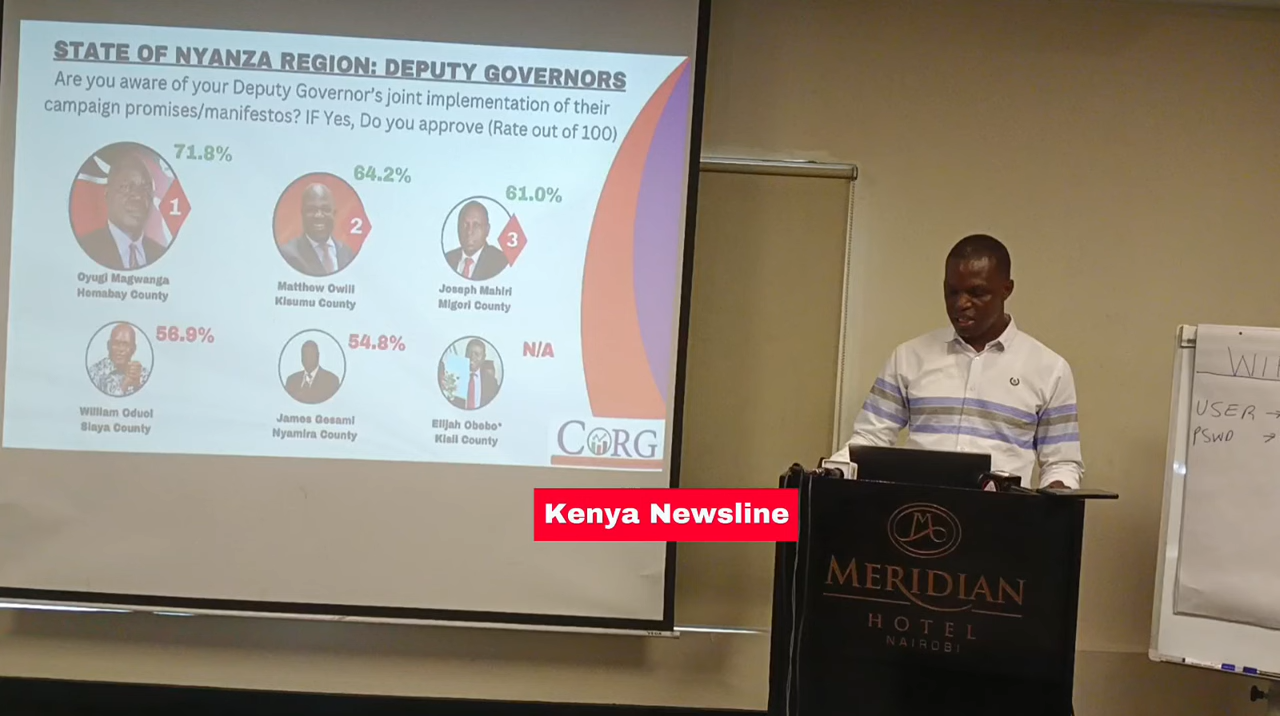 STATE OF NYANZA REGION: DEPUTY GOVERNORS
Are you aware of your Deputy Governor's joint implementation of their
campaign promises/manifestos? IF Yes, Do you approve (Rate out of 100)
71.8%
1
Oyugi Magwanga
Homabay County
64.2%
2
Matthew Owili
Kisumu County
61.0%
3
Joseph Mahiri
Migori County
56.9%
William Oduol
Siaya County
54.8%
James Gesami
Nyamira County
N/A
Elijah Obebo*
Kisii County
CORG
Kenya Newsline
MERIDIAN
HOTEL
NAIROBI
USER →
PSWD →